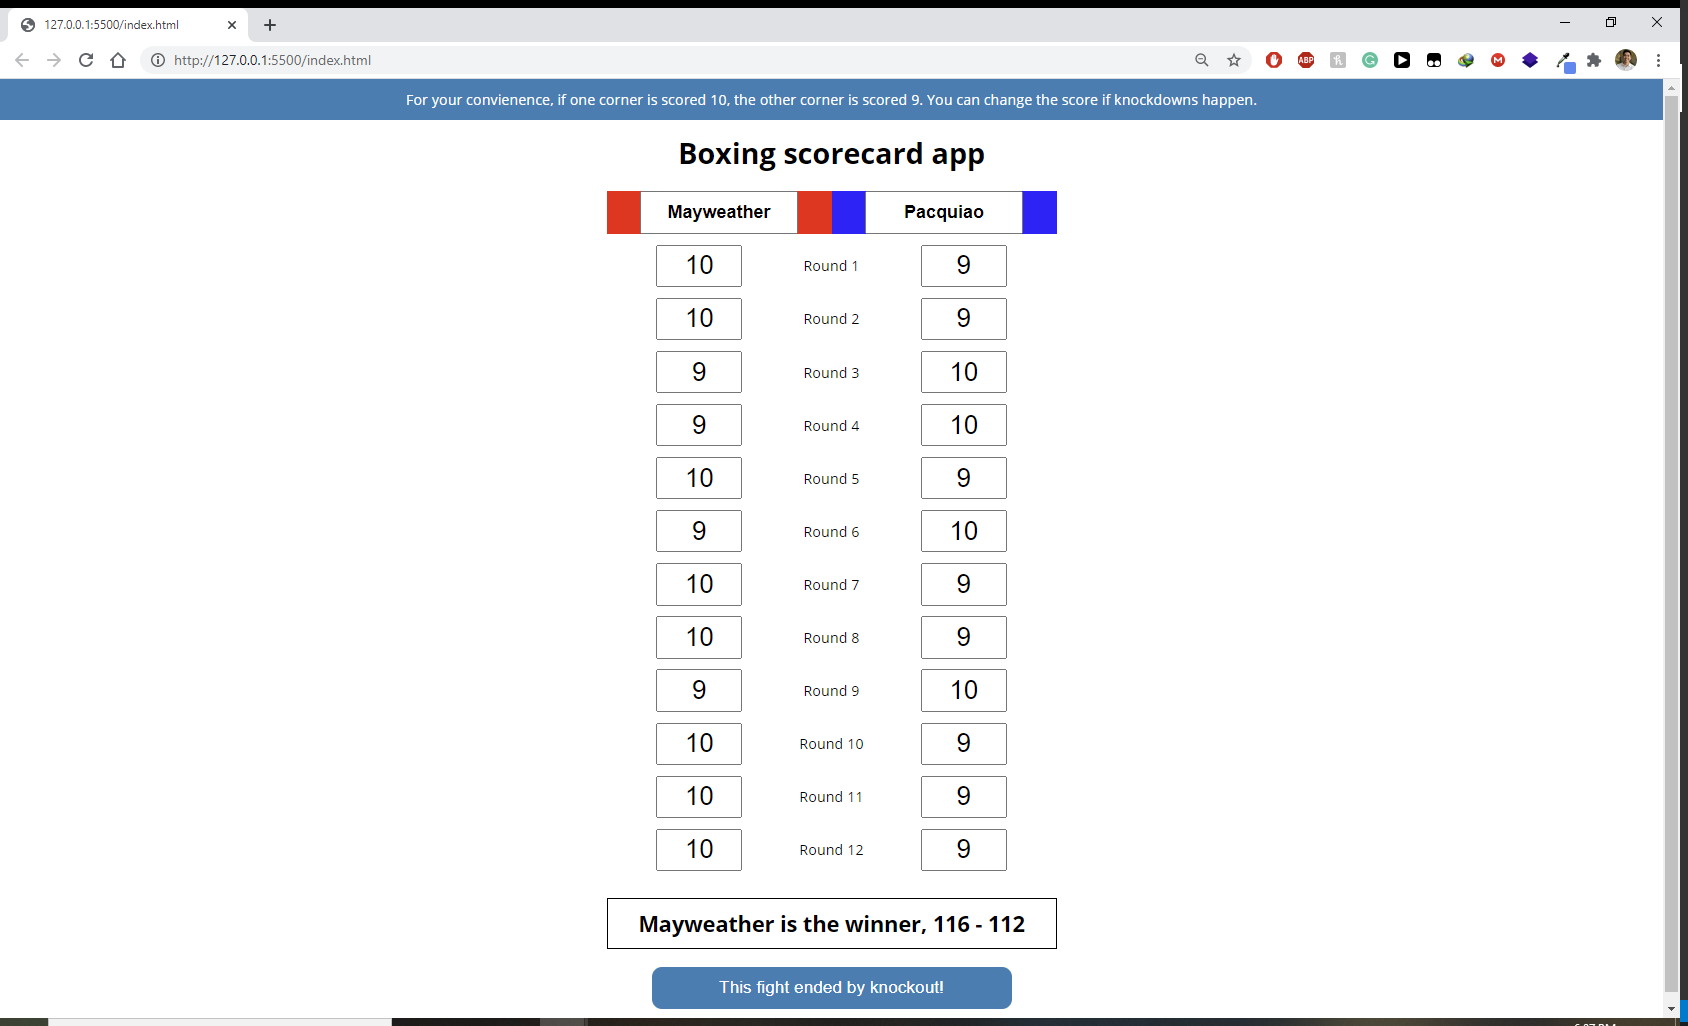 127.0.0.1:5500/index.html
http://127.0.0.1:5500/index.html
ABP
For your convienence, if one corner is scored 10, the other corner is scored 9. You can change the score if knockdowns happen.
Boxing scorecard app
Mayweather Pacquiao
10 Round 1 9
10 Round 2 9
9 Round 3 10
9 Round 4 10
10 Round 5 9
9 Round 6 10
10 Round 7 9
10 Round 8 9
9 Round 9 10
10 Round 10 9
10 Round 11 9
10 Round 12 9
Mayweather is the winner, 116 - 112
This fight ended by knockout!